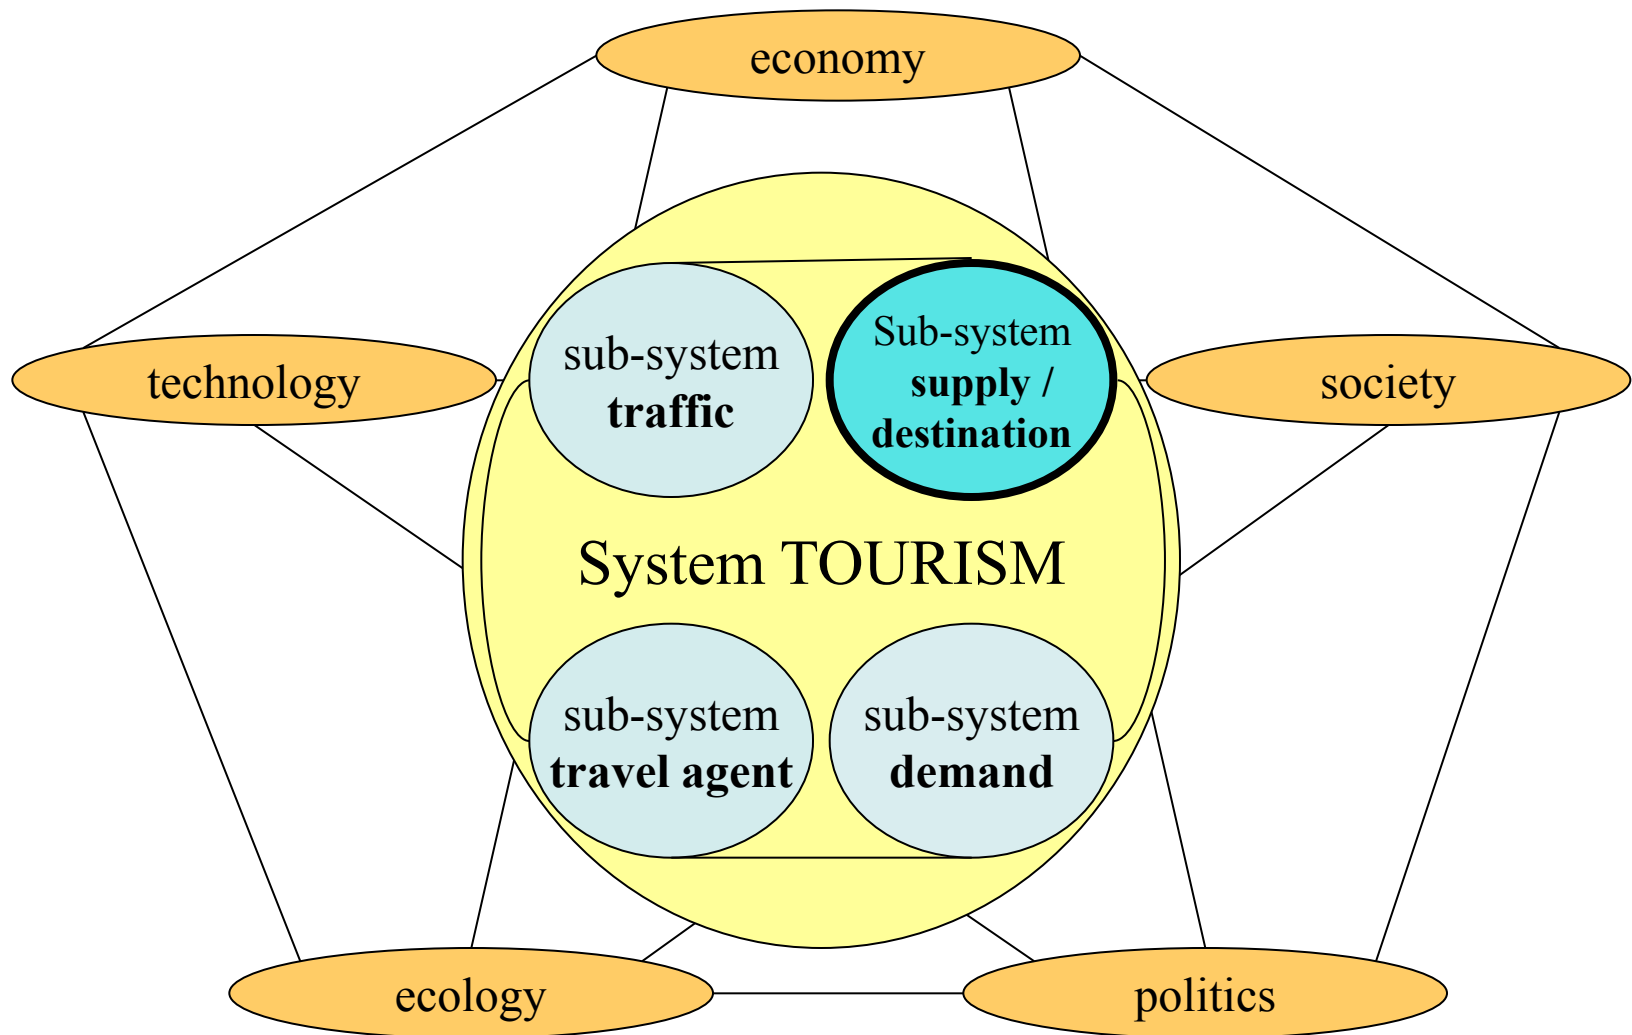 economy
technology
sub-system
traffic
Sub-system
supply /
destination
society
System TOURISM
sub-system
travel agent
sub-system
demand
ecology
politics